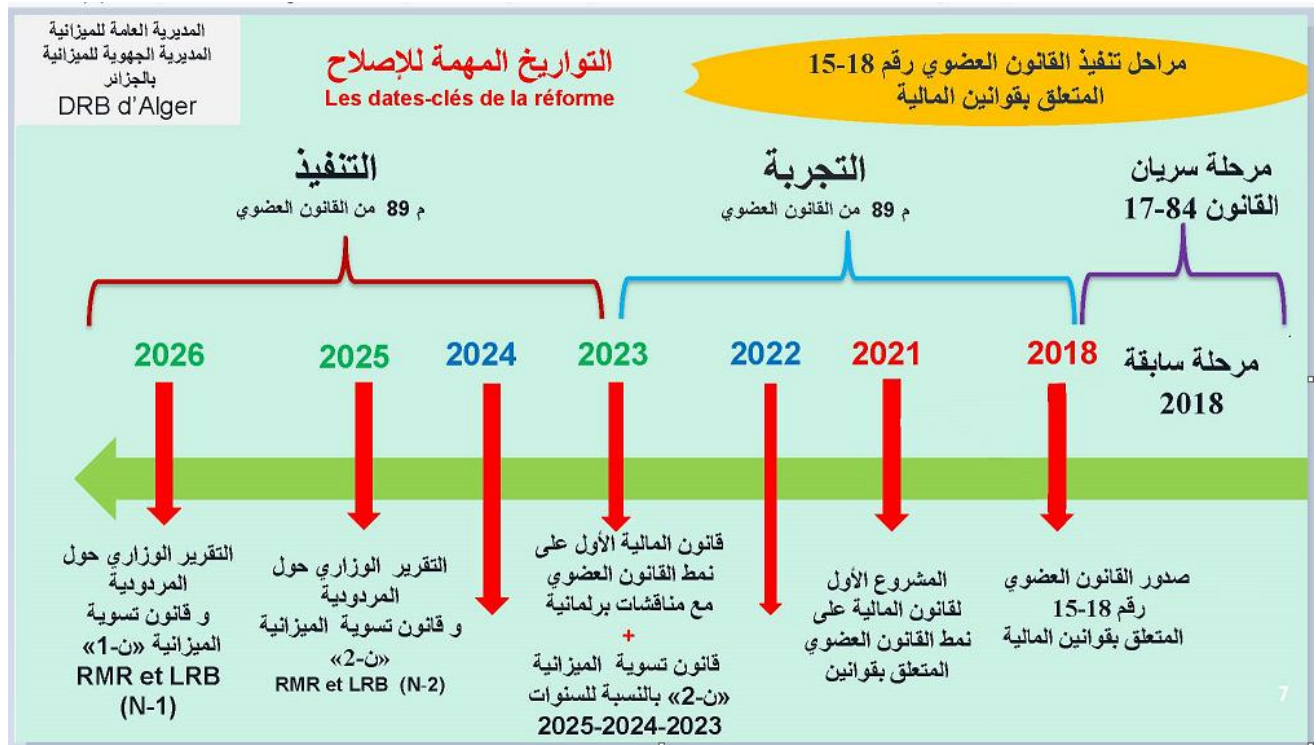 المديرية العامة للميزانية
المديرية الجهوية للميزانية
بالجزائر
DRB d'Alger
التواريخ المهمة للإصلاح
Les dates-clés de la réforme
مراحل تنفيذ القانون العضوي رقم 18-15
المتعلق بقوانين المالية
مرحلة سريان
القانون 84-17
التجربة
م 89 من القانون العضوي
التنفيذ
م 89 من القانون العضوي
مرحلة سابقة
2018
2018
2021
2022
2023
2024
2025
2026
صدور القانون العضوي
رقم 18-15
المتعلق بقوانين المالية
المشروع الأول
لقانون المالية على
نمط القانون العضوي
المتعلق بقوانين
قانون المالية الأول على
نمط القانون العضوي
مع مناقشات برلمانية
+
قانون تسوية الميزانية
«ن-2» بالنسبة للسنوات
2025-2024-2023
التقرير الوزاري حول
المردودية
و قانون تسوية الميزانية
«ن-2»
RMR et LRB (N-2)
التقرير الوزاري حول
المردودية
و قانون تسوية
الميزانية «ن-1»
RMR et LRB
(N-1)
7